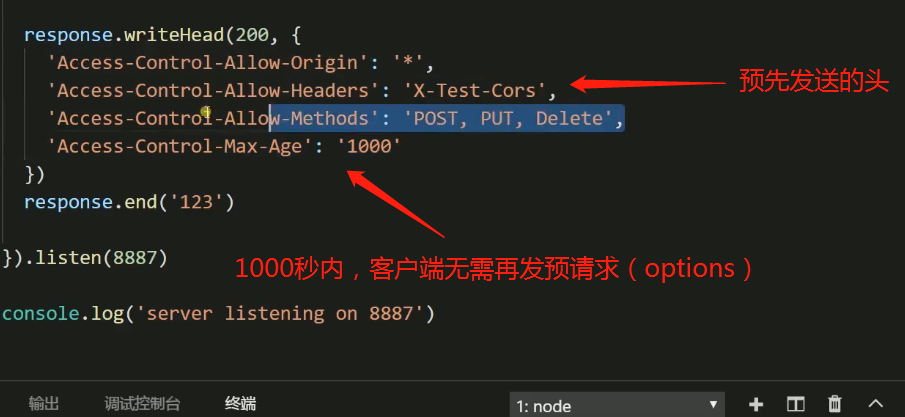 response.writeHead(200, {
'Access-Control-Allow-Origin': '*',
'Access-Control-Allow-Headers': 'X-Test-Cors',
预先发送的头
'Access-Control-Allow-Methods': 'POST, PUT, Delete',
'Access-Control-Max-Age': '1000'
})
response.end('123')
}).listen(8887)
1000秒内，客户端无需再发预请求（options）
console.log('server listening on 8887')
输出 调试控制台 终端 1: node